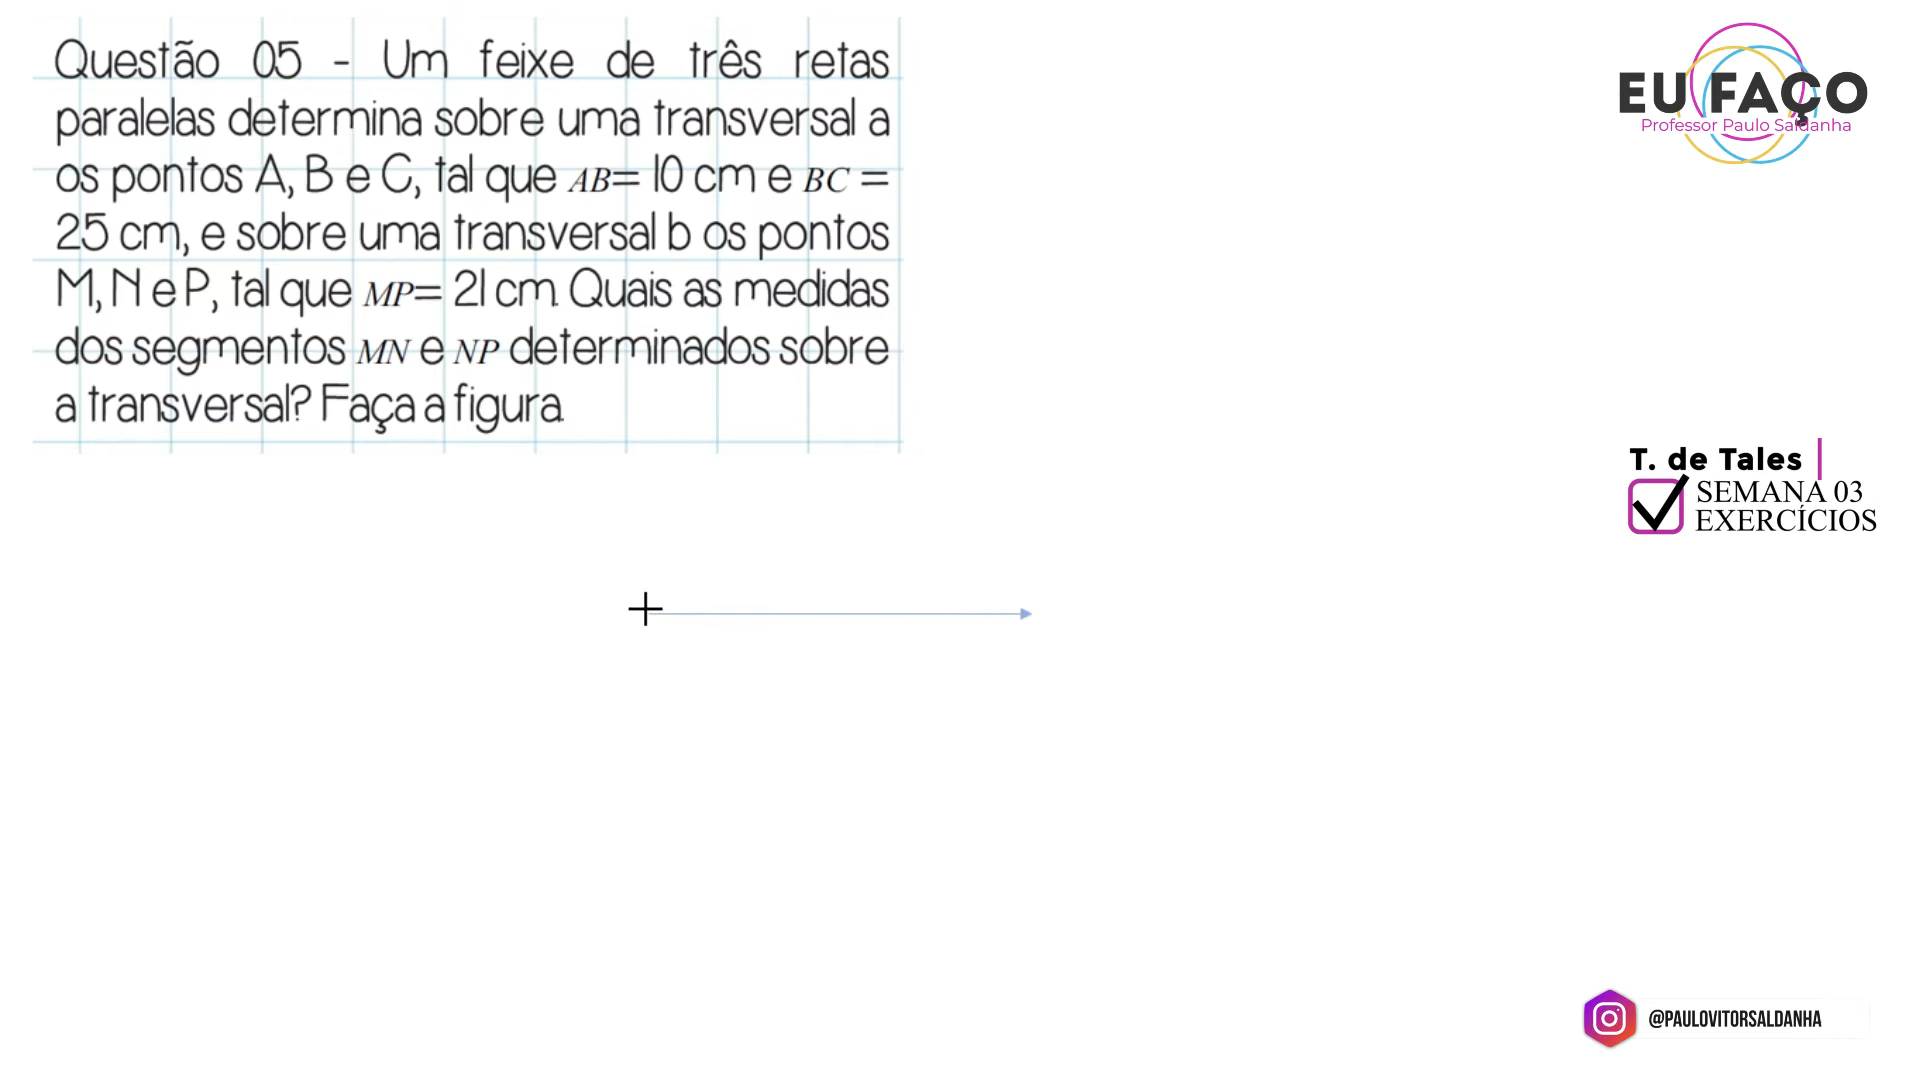 Questão 05 - Um feixe de três retas
paralelas determina sobre uma transversal a
os pontos A, B e C, tal que AB= 10 cm e BC =
25 cm, e sobre uma transversal b os pontos
M, N e P, tal que MP= 21 cm. Quais as medidas
dos segmentos MN e NP determinados sobre
a transversal? Faça a figura.
EU FAÇO
Professor Paulo Saldanha
T. de Tales
SEMANA 03
EXERCÍCIOS
@PAULOVITORSALDANHA